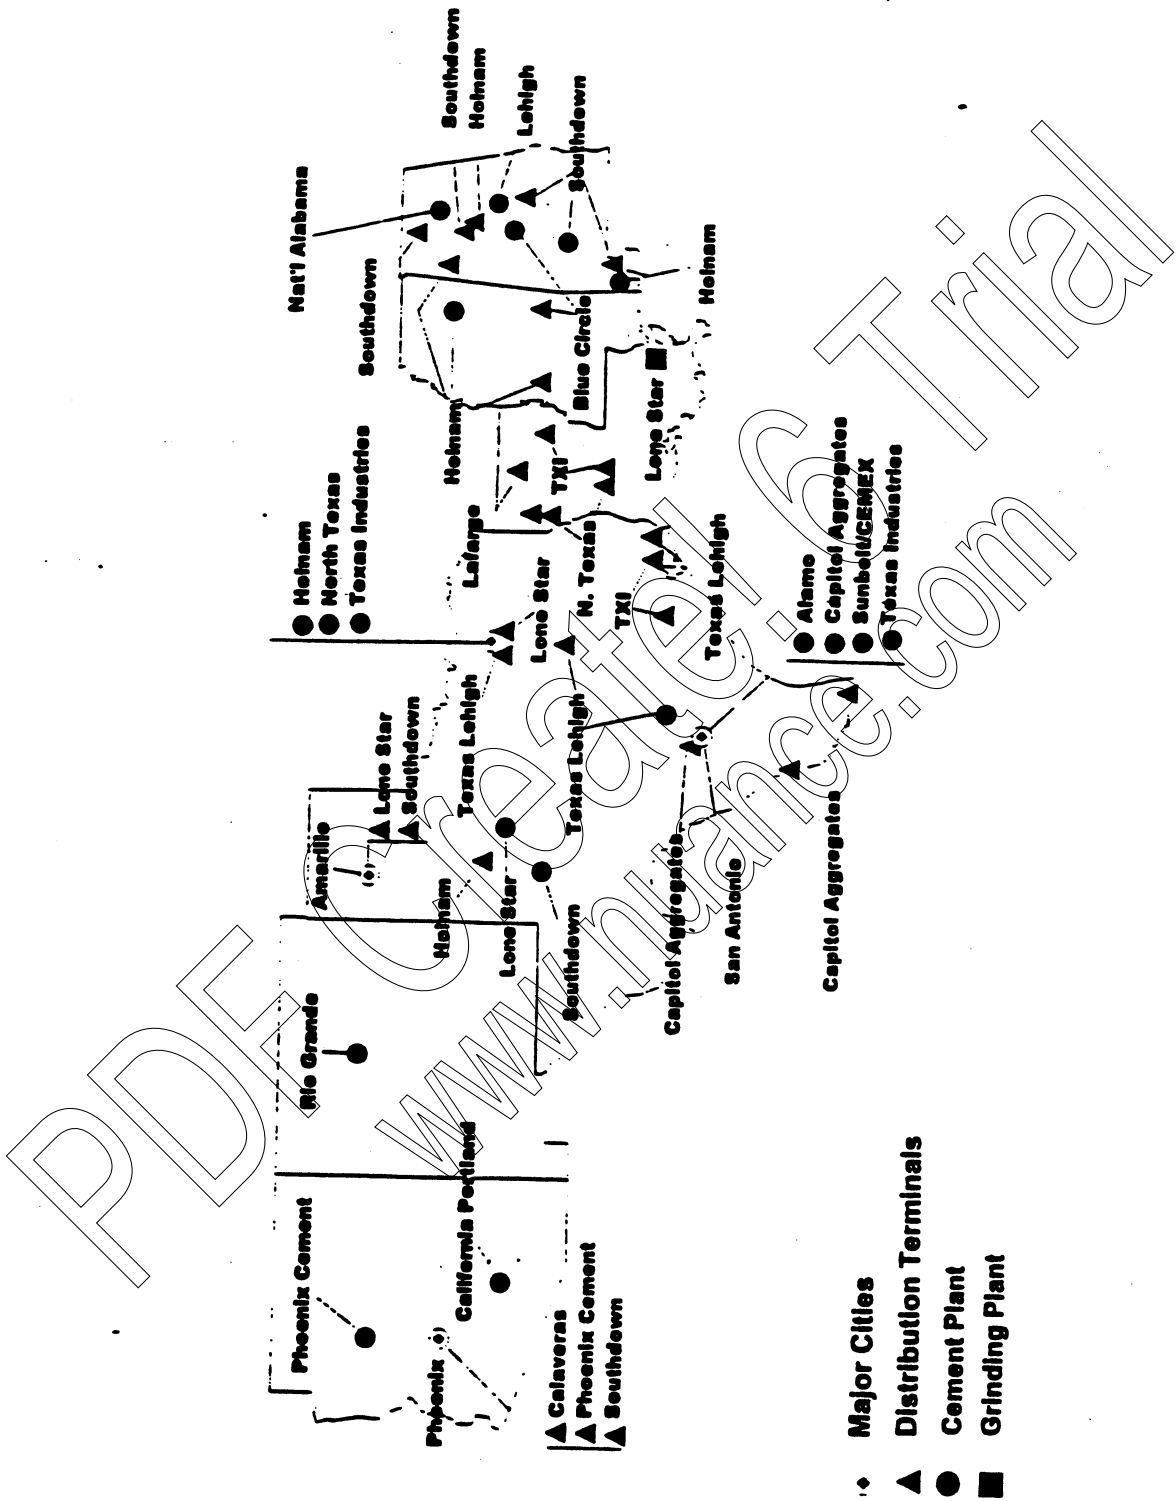 Phoenix Cement
Rio Grande
Amarillo
Lone Star
Southdown
Holnam
North Texas
Texas Industries
Southdown
Nat'l Alabama
Southdown
Holnam
Lehigh
Southdown
Holnam
Blue Circle
Holnam
Lone Star
TXI
Lafarge
N. Texas
Lone Star
TXI
Texas Lehigh
Texas Lehigh
Texas Lehigh
Holnam
Lone Star
Southdown
California Portland
Phoenix
Calaveras
Phoenix Cement
Southdown
Capitol Aggregates
San Antonio
Capitol Aggregates
Alamo
Capitol Aggregates
Sunbelt/CEMEX
Texas Industries
Major Cities
Distribution Terminals
Cement Plant
Grinding Plant
PDF Create! 6 Trial
www.nuance.com